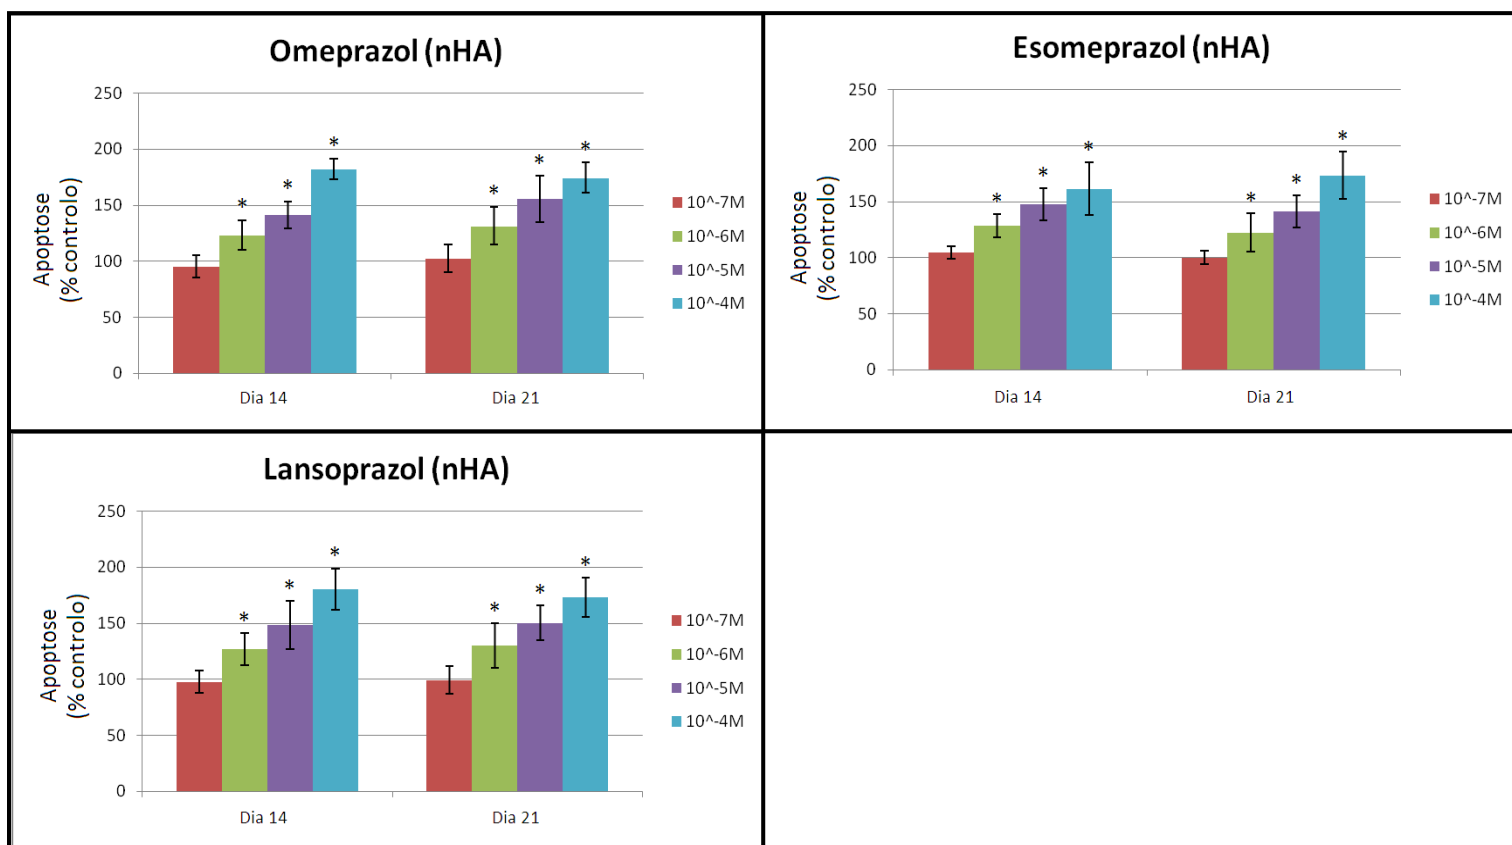 Omeprazol (nHA)
250
200
150
100
50
0
Apoptose
(% controlo)
* * * * * *
Dia 14
Dia 21
10^-7M
10^-6M
10^-5M
10^-4M
Esomeprazol (nHA)
250
200
150
100
50
0
Apoptose
(% controlo)
* * * * * *
Dia 14
Dia 21
10^-7M
10^-6M
10^-5M
10^-4M
Lansoprazol (nHA)
250
200
150
100
50
0
Apoptose
(% controlo)
* * * * * *
Dia 14
Dia 21
10^-7M
10^-6M
10^-5M
10^-4M